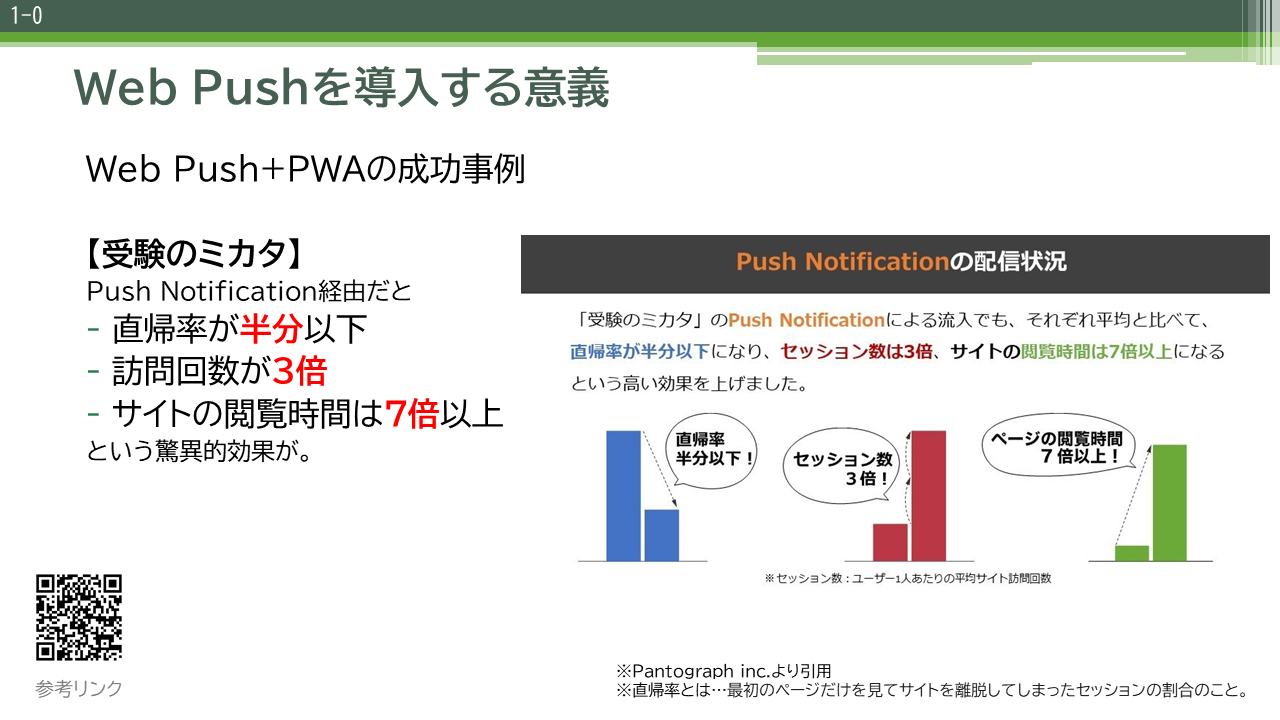 1-0
Web Pushを導入する意義
Web Push+PWAの成功事例
【受験のミカタ】
Push Notification経由だと
- 直帰率が半分以下
- 訪問回数が3倍
- サイトの閲覧時間は7倍以上
という驚異的効果が。
Push Notificationの配信状況
「受験のミカタ」のPush Notificationによる流入でも、それぞれ平均と比べて、
直帰率が半分以下になり、セッション数は3倍、サイトの閲覧時間は7倍以上になる
という高い効果を上げました。
直帰率
半分以下！
セッション数
３倍！
ページの閲覧時間
７倍以上！
※セッション数：ユーザー1人あたりの平均サイト訪問回数
参考リンク
※Pantograph inc.より引用
※直帰率とは…最初のページだけを見てサイトを離脱してしまったセッションの割合のこと。